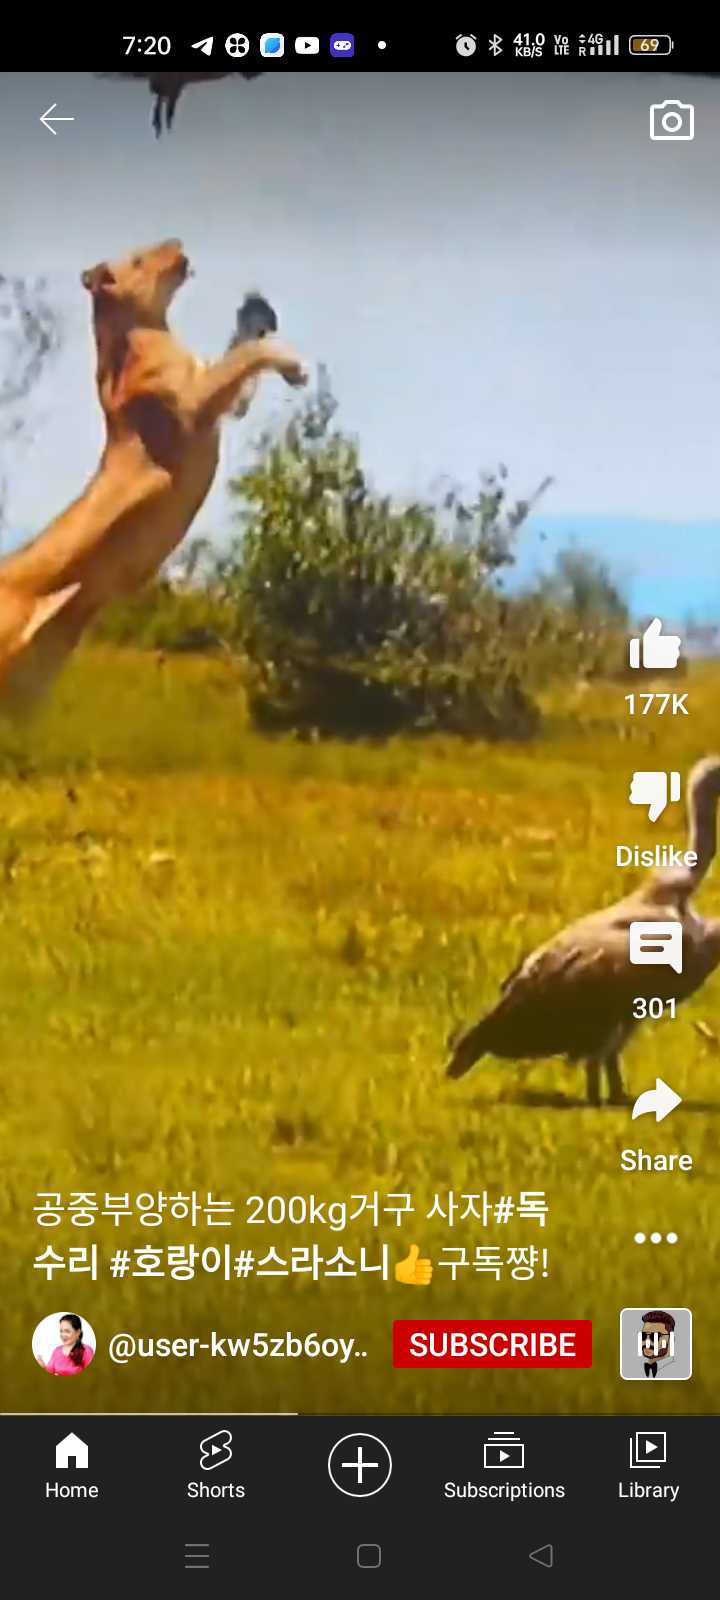 7:20
41.0
KB/S
Vo
LTE
4G
R
69
177K
Dislike
301
Share
공중부양하는 200kg거구 사자#독
수리 #호랑이#스라소니👍구독쨩!
@user-kw5zb6oy..
SUBSCRIBE
Home
Shorts
Subscriptions
Library